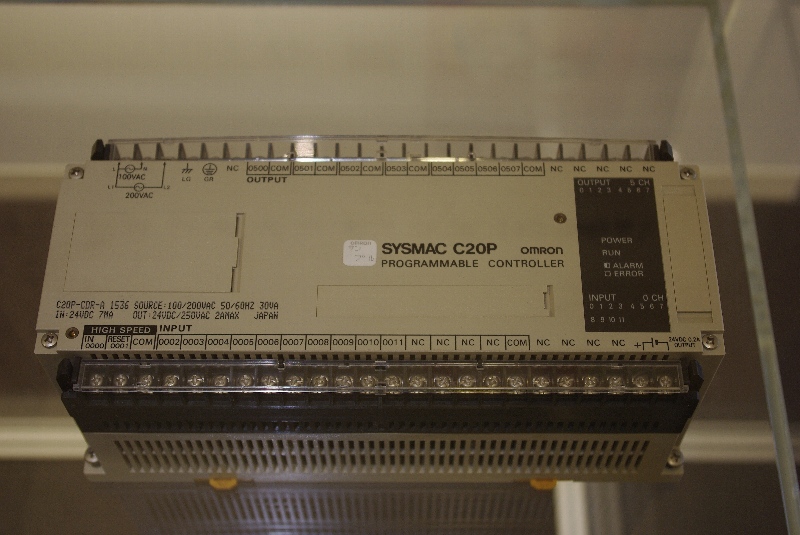 L N
100VAC
L1 L2
200VAC
LG GR NC 0500 COM 0501 COM 0502 COM 0503 COM 0504 0505 0506 0507 COM NC NC NC NC NC
OUTPUT
OUTPUT 5 CH
0 1 2 3 4 5 6 7
POWER
RUN
ALARM
ERROR
INPUT 0 CH
0 1 2 3 4 5 6 7
8 9 10 11
OMRON
SYSMAC C20P OMRON
PROGRAMMABLE CONTROLLER
C20P-CDR-A 1536 SOURCE:100/200VAC 50/60HZ 30VA
IN:24VDC 7MA OUT:24VDC/250VAC 2AMAX JAPAN
HIGH SPEED INPUT
IN 0000 RESET 0001 COM 0002 0003 0004 0005 0006 0007 0008 0009 0010 0011 NC NC NC NC COM NC NC NC NC + 24VDC 0.2A OUTPUT